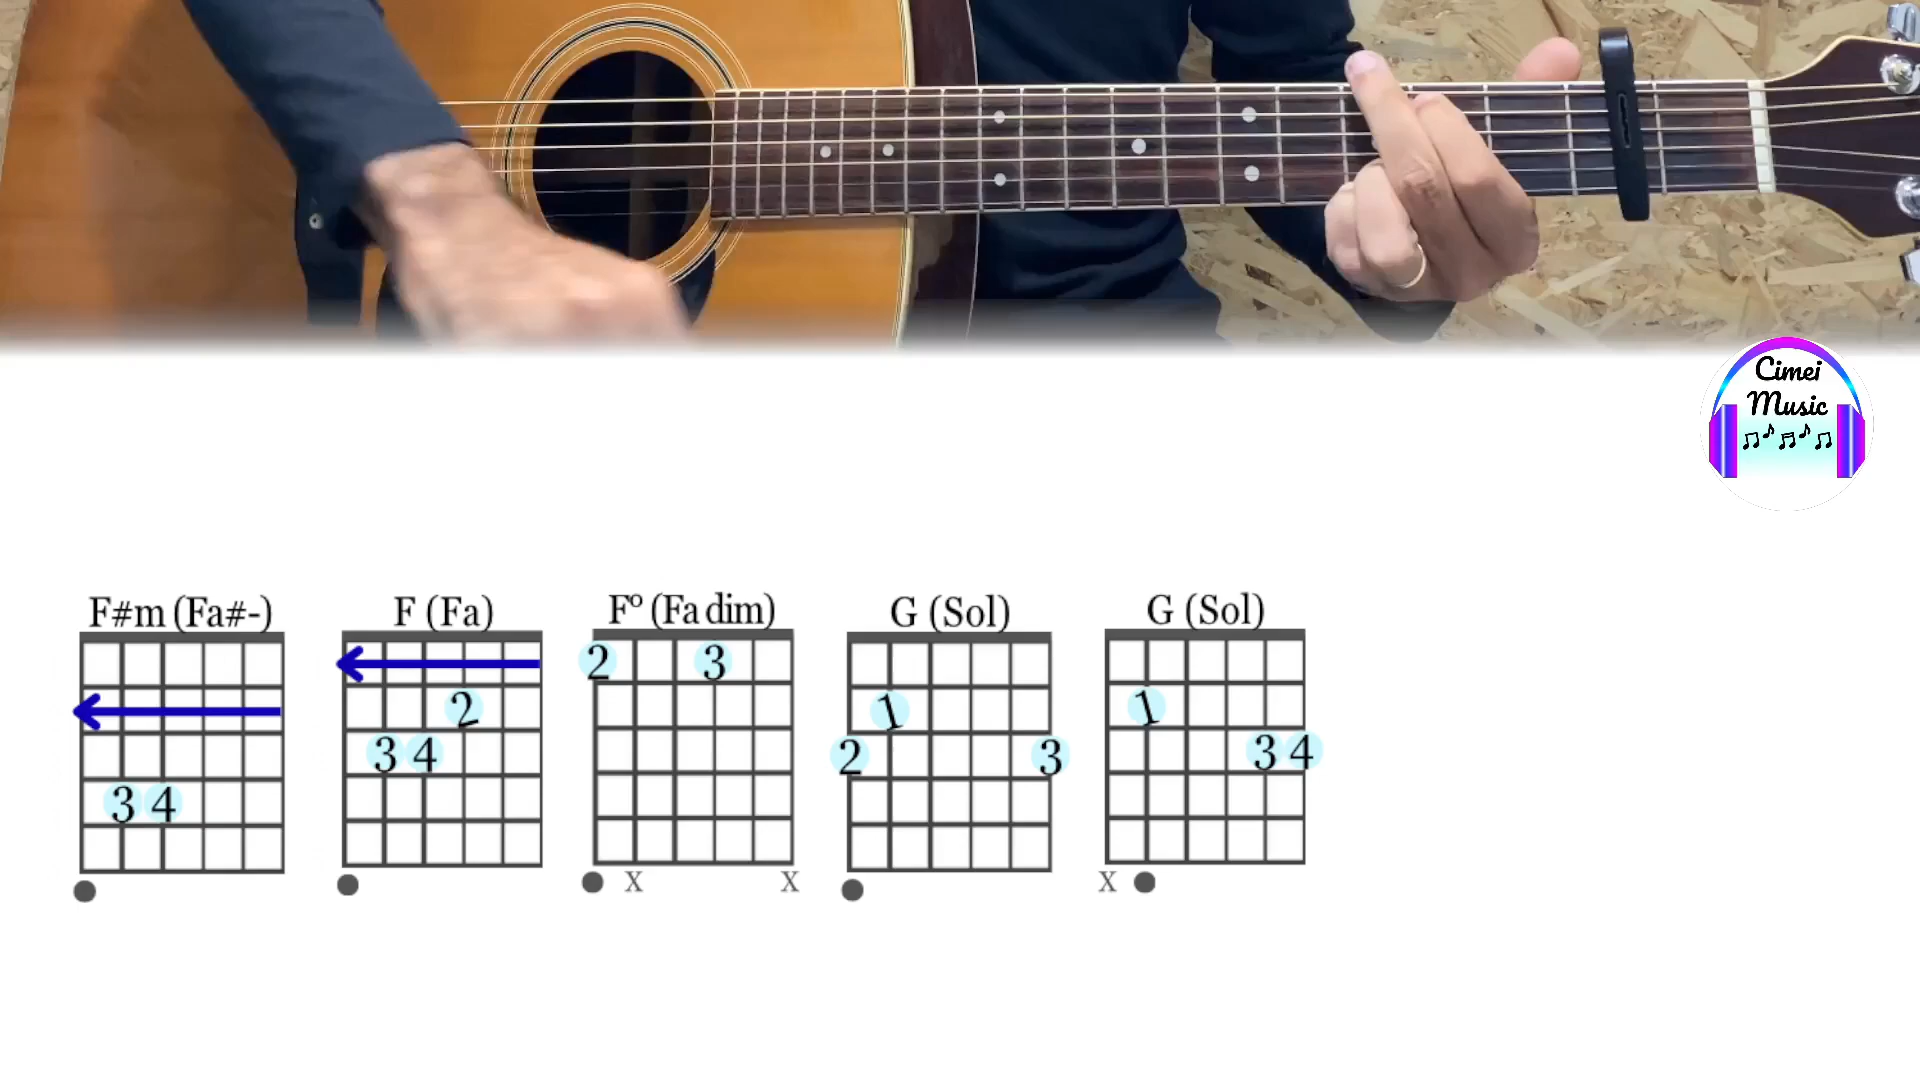 Cimei
Music
F#m (Fa#-)
F (Fa)
Fº (Fa dim)
G (Sol)
G (Sol)
2
3
4
3
4
2
3
X
X
1
2
3
1
3
4
X